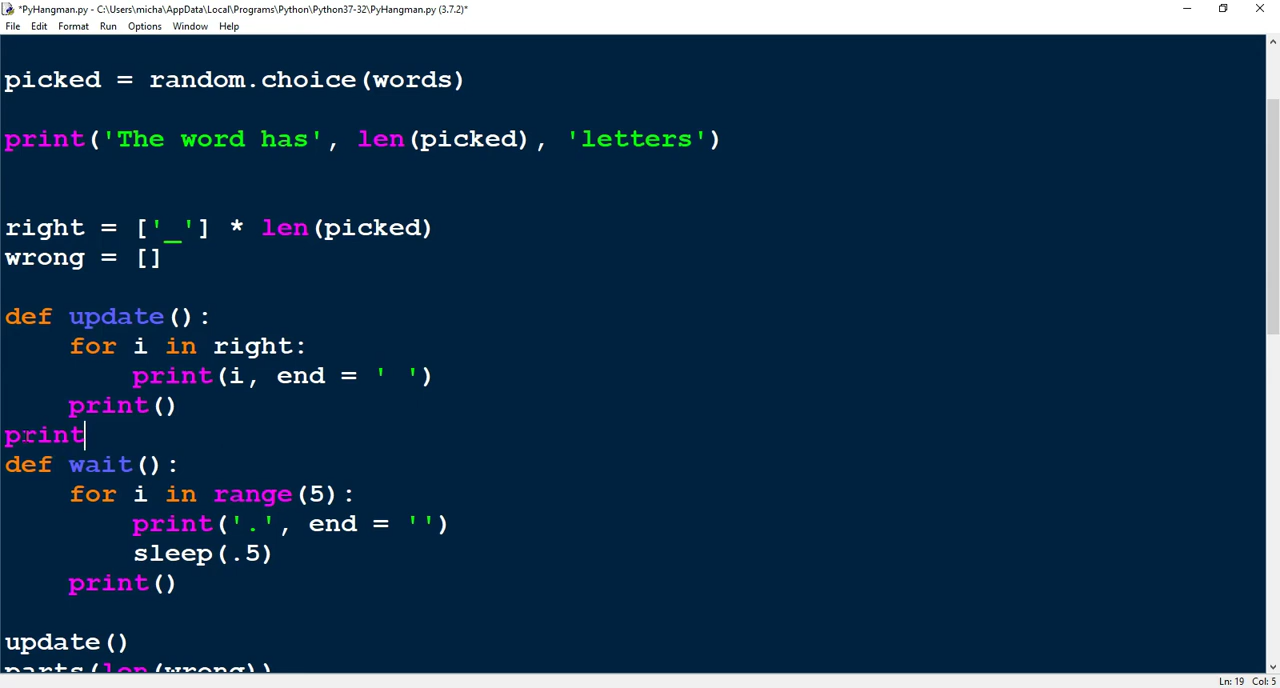 *PyHangman.py - C:\Users\micha\AppData\Local\Programs\Python\Python37-32\PyHangman.py (3.7.2)*
File Edit Format Run Options Window Help
picked = random.choice(words)
print('The word has', len(picked), 'letters')
right = ['_'] * len(picked)
wrong = []
def update():
    for i in right:
        print(i, end = ' ')
    print()
print
def wait():
    for i in range(5):
        print('.', end = '')
        sleep(.5)
    print()
update()
parts(len(wrong))
Ln: 19 Col: 5